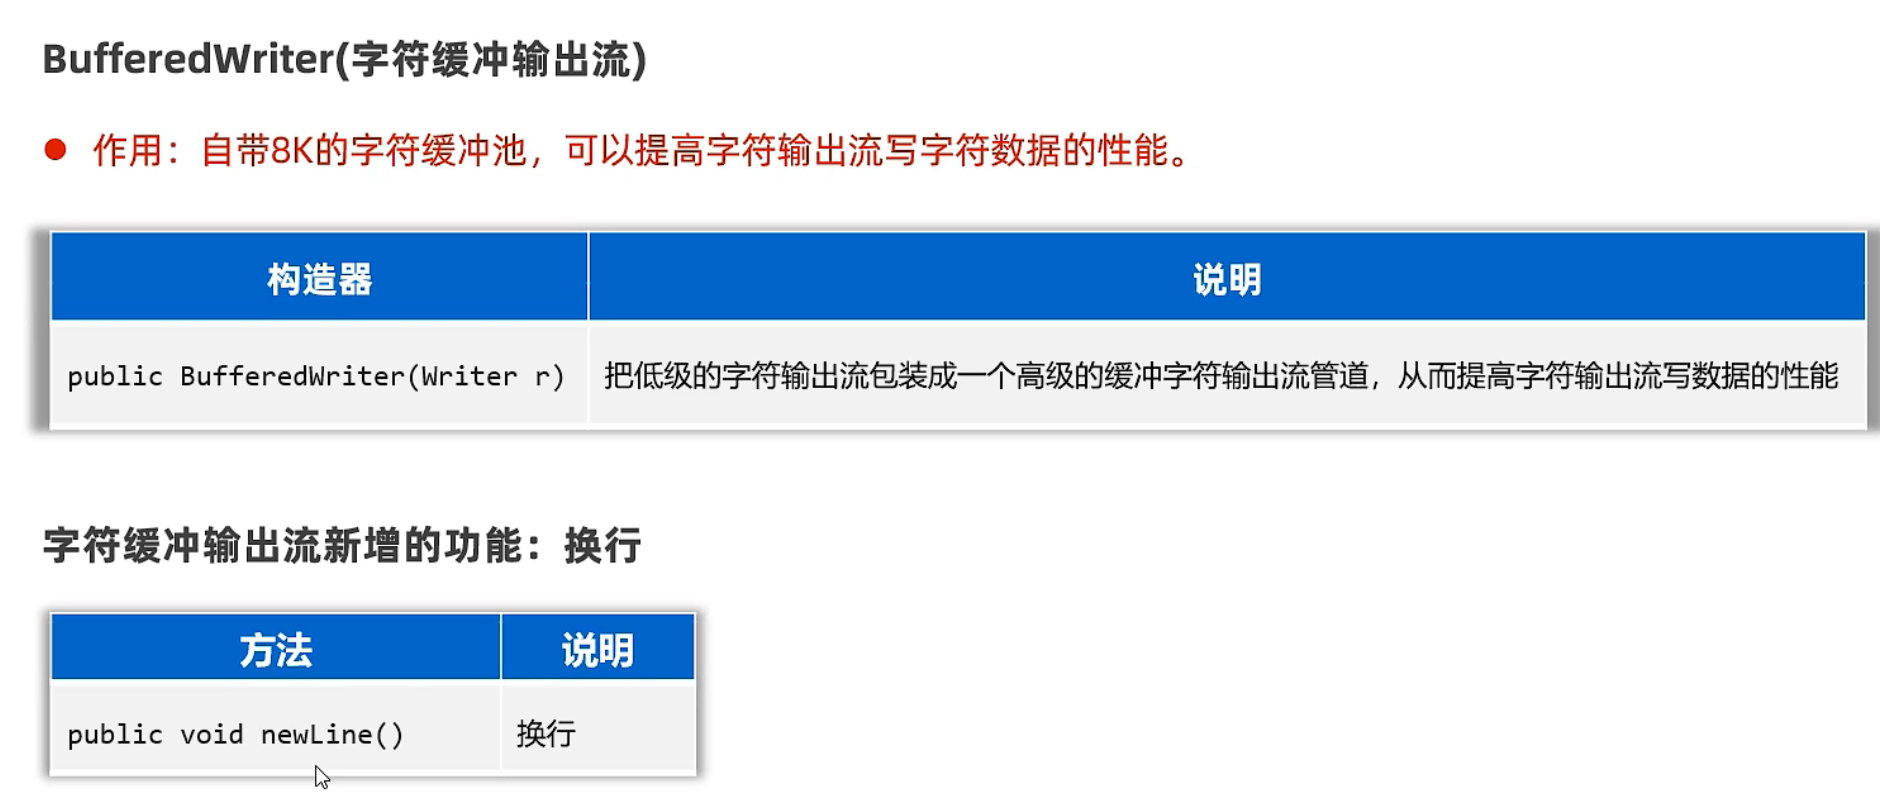 BufferedWriter(字符缓冲输出流)
作用：自带8K的字符缓冲池，可以提高字符输出流写字符数据的性能。
构造器 说明
public BufferedWriter(Writer r) 把低级的字符输出流包装成一个高级的缓冲字符输出流管道，从而提高字符输出流写数据的性能
字符缓冲输出流新增的功能：换行
方法 说明
public void newLine() 换行